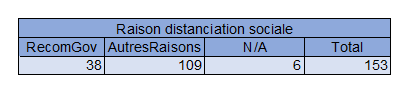 Raison distanciation sociale
RecomGov AutresRaisons N/A Total
38 109 6 153